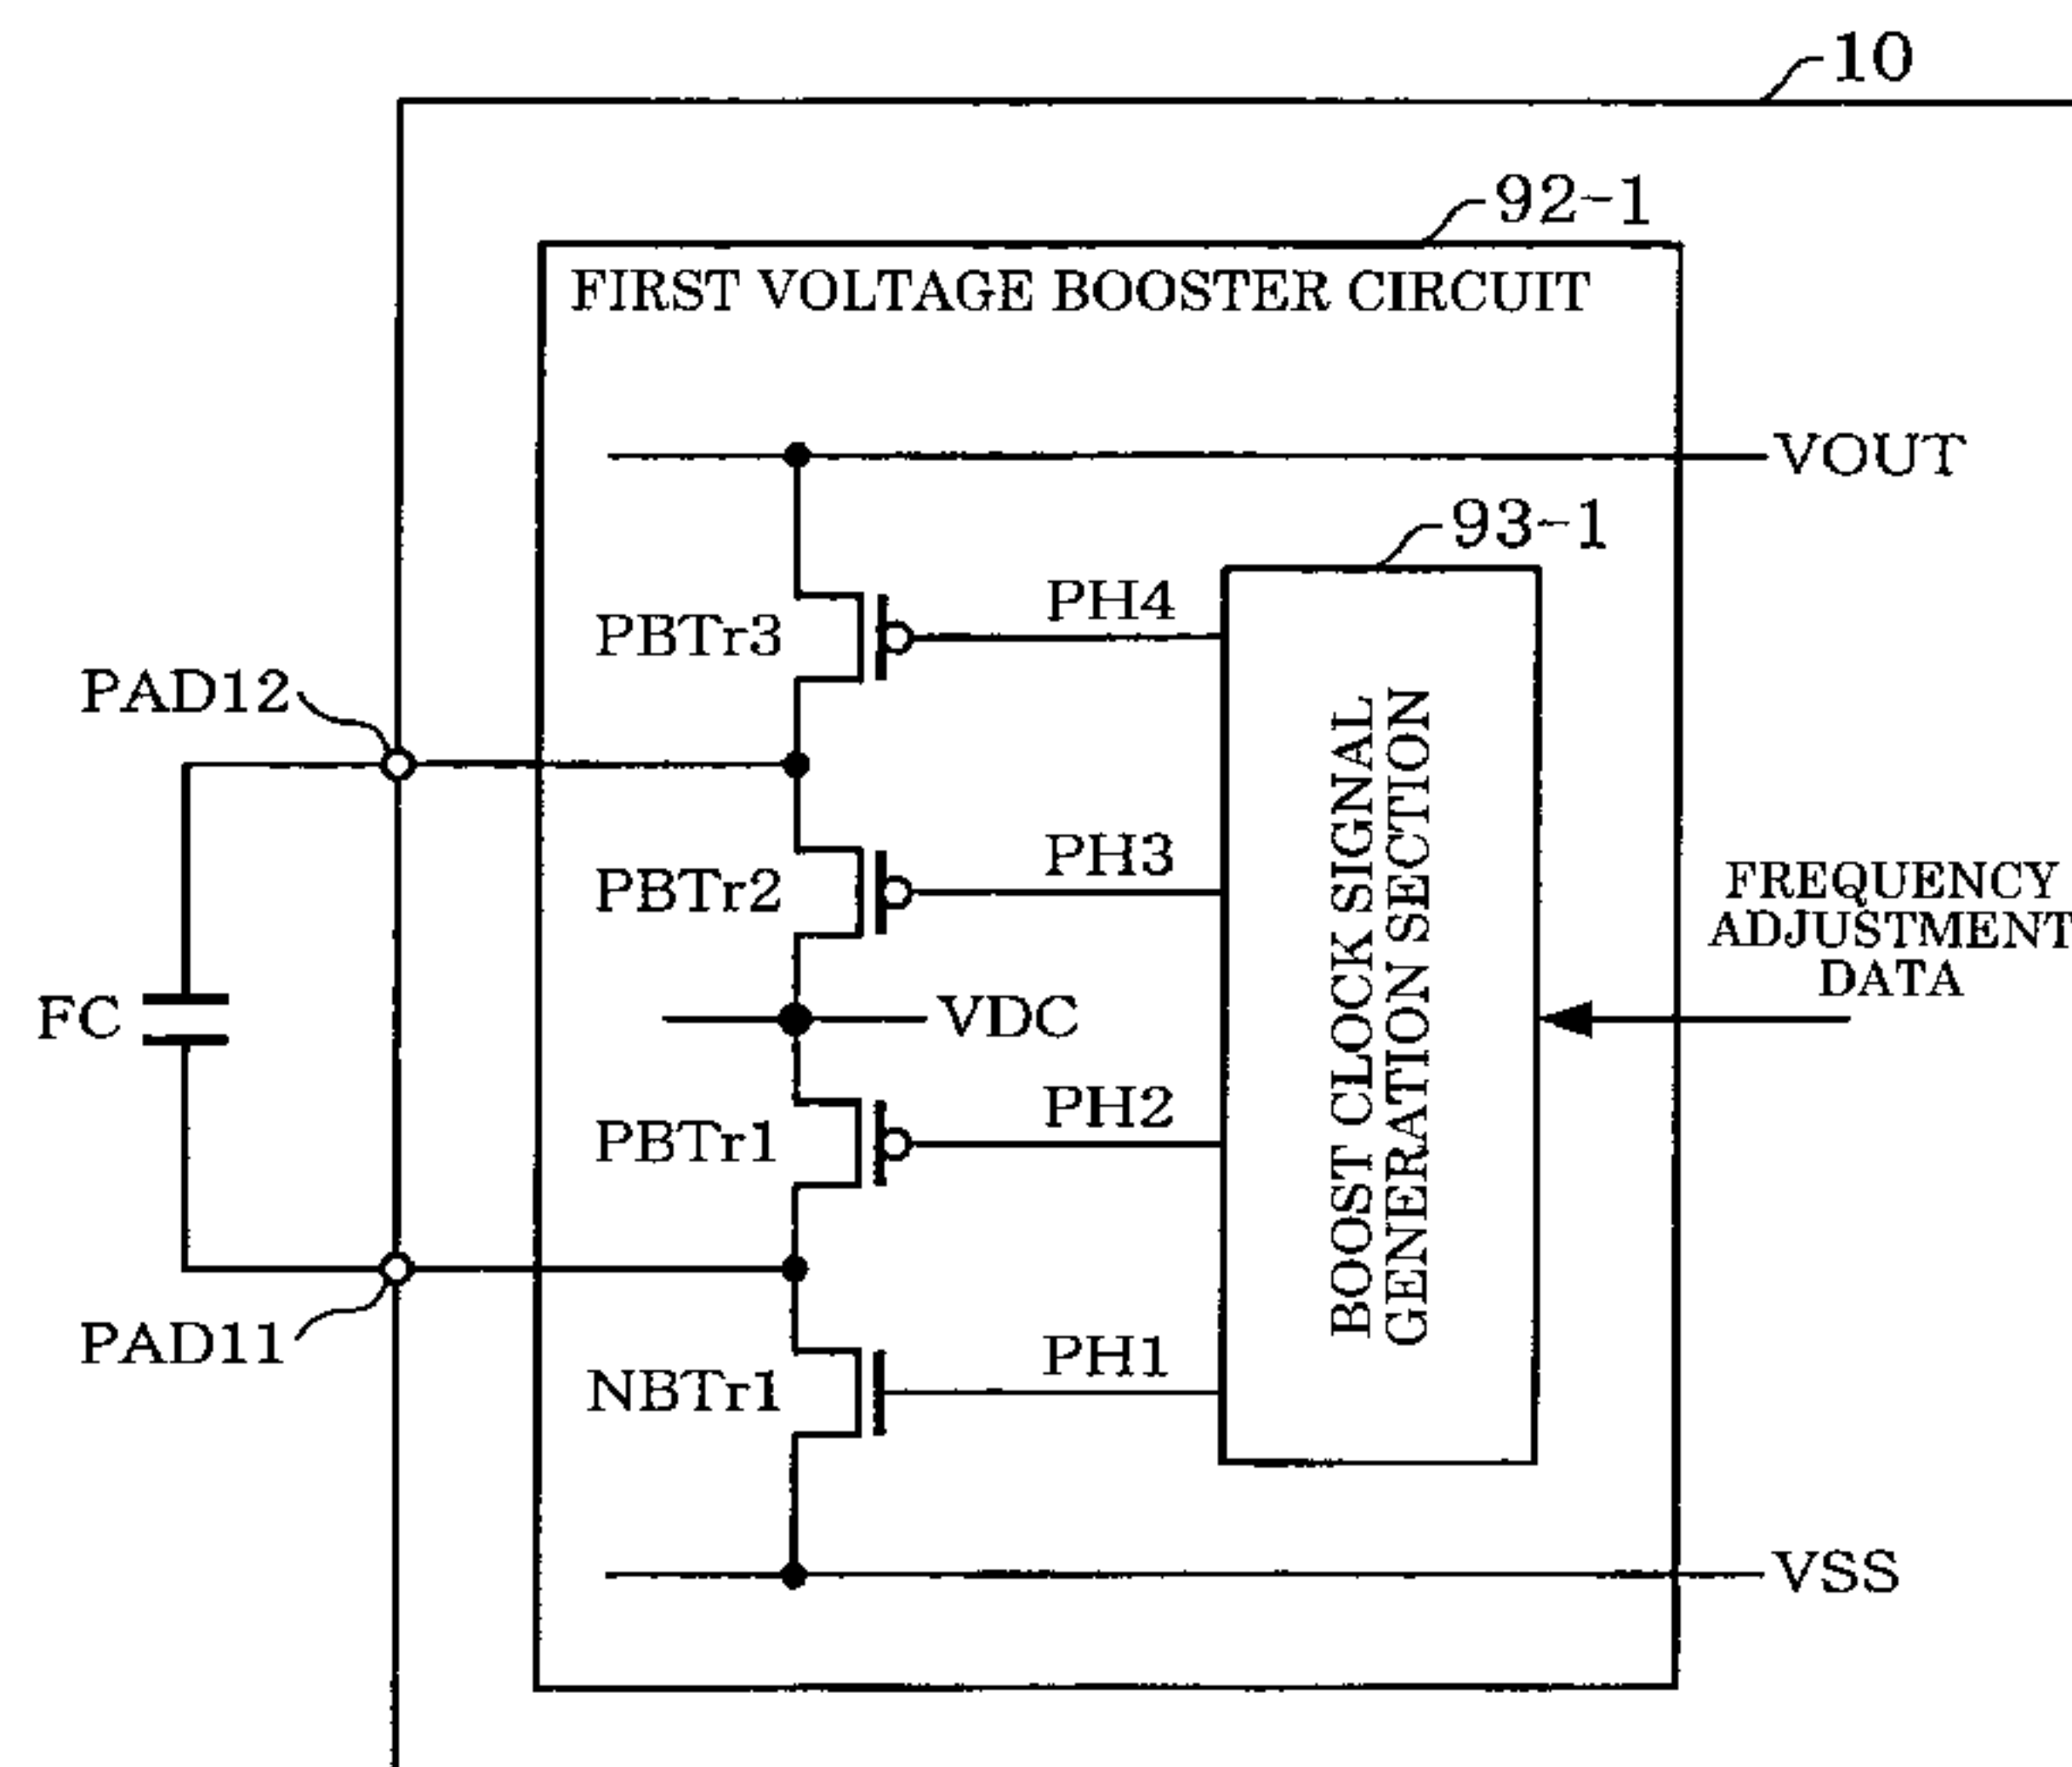 10
92-1
FIRST VOLTAGE BOOSTER CIRCUIT
VOUT
93-1
PBTr3
PH4
PAD12
PBTr2
PH3
BOOST CLOCK SIGNAL
GENERATION SECTION
FREQUENCY
ADJUSTMENT
DATA
FC
VDC
PBTr1
PH2
PAD11
NBTr1
PH1
VSS